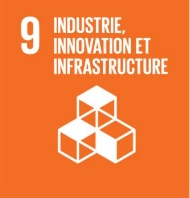 9 INDUSTRIE,
INNOVATION ET
INFRASTRUCTURE